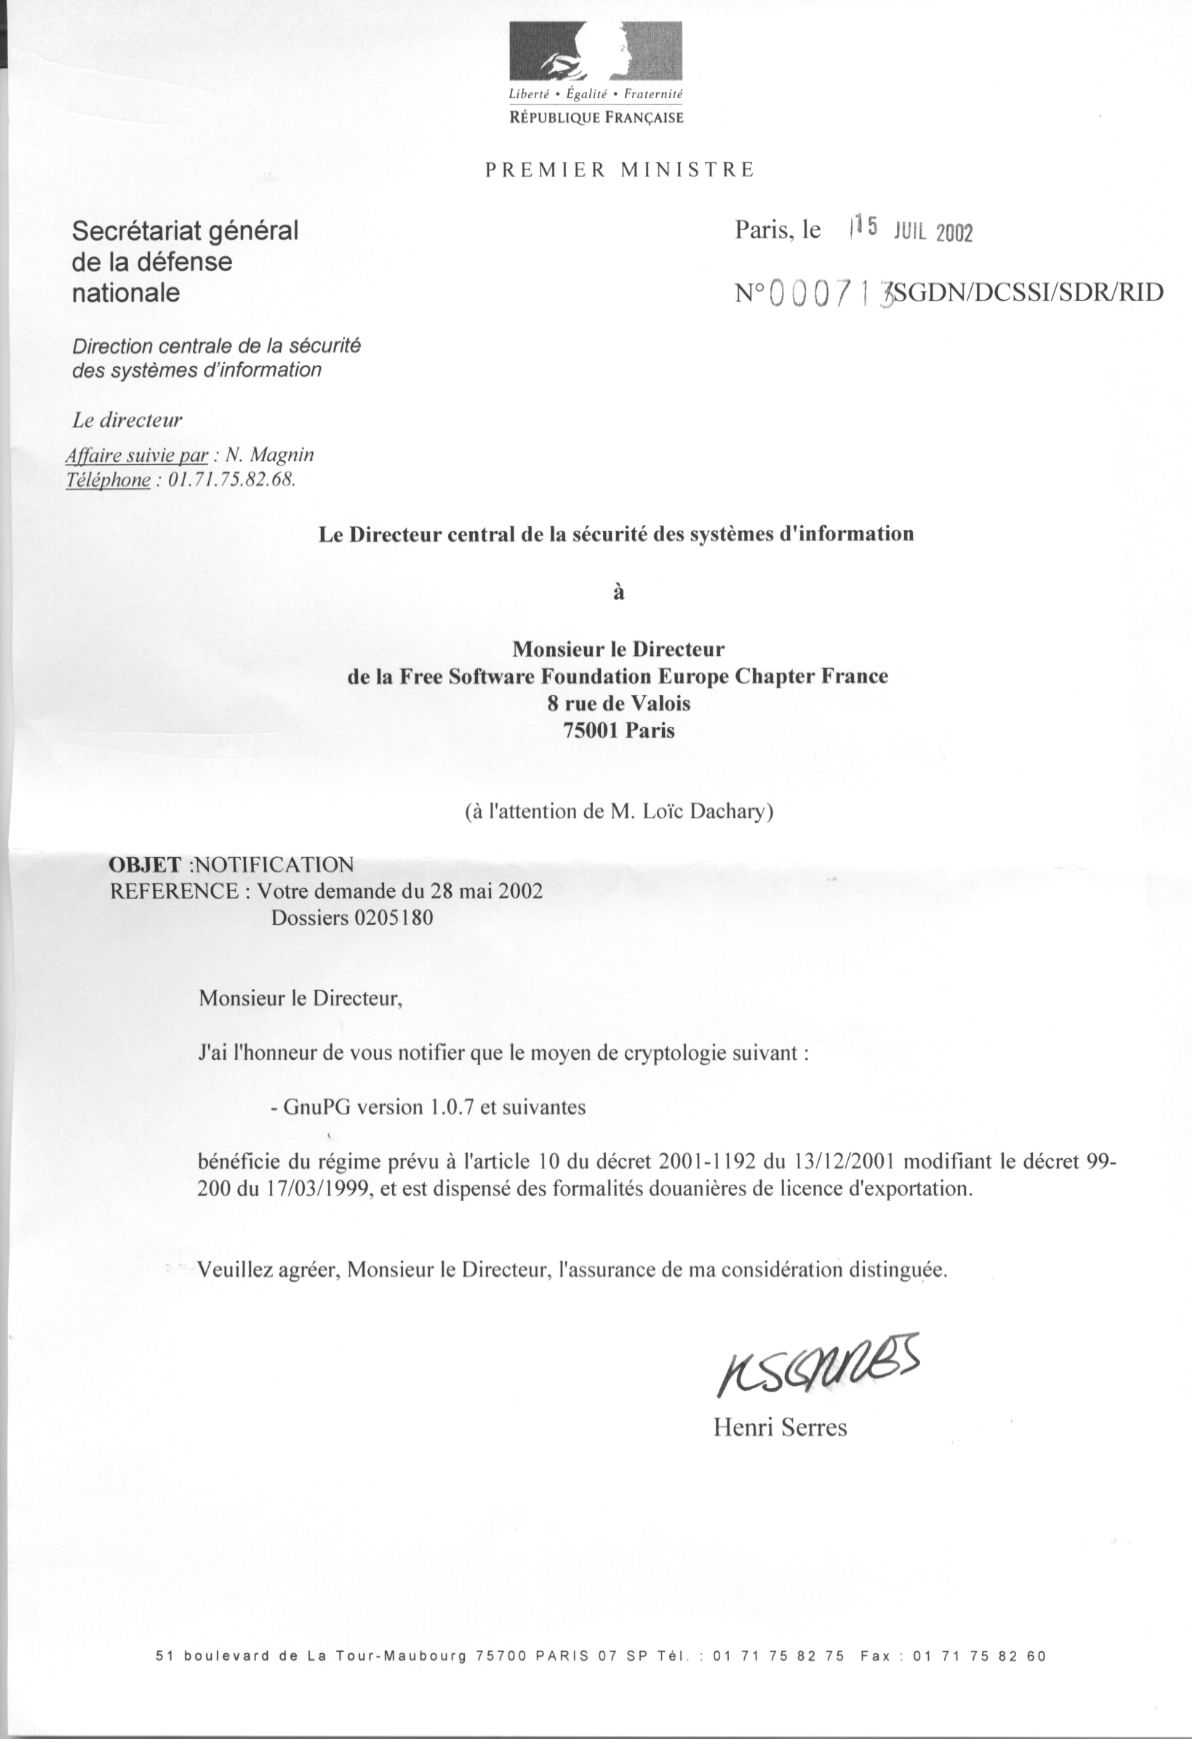 Liberté • Égalité • Fraternité
RÉPUBLIQUE FRANÇAISE
PREMIER MINISTRE
Secrétariat général
de la défense
nationale
Paris, le 15 JUIL 2002
N° 000713/SGDN/DCSSI/SDR/RID
Direction centrale de la sécurité
des systèmes d'information
Le directeur
Affaire suivie par : N. Magnin
Téléphone : 01.71.75.82.68.
Le Directeur central de la sécurité des systèmes d'information
à
Monsieur le Directeur
de la Free Software Foundation Europe Chapter France
8 rue de Valois
75001 Paris
(à l'attention de M. Loïc Dachary)
OBJET :NOTIFICATION
REFERENCE : Votre demande du 28 mai 2002
Dossiers 0205180
Monsieur le Directeur,
J'ai l'honneur de vous notifier que le moyen de cryptologie suivant :
- GnuPG version 1.0.7 et suivantes
bénéficie du régime prévu à l'article 10 du décret 2001-1192 du 13/12/2001 modifiant le décret 99-
200 du 17/03/1999, et est dispensé des formalités douanières de licence d'exportation.
Veuillez agréer, Monsieur le Directeur, l'assurance de ma considération distinguée.
Henri Serres
51 boulevard de La Tour-Maubourg 75700 PARIS 07 SP Tél. : 01 71 75 82 75 Fax : 01 71 75 82 60